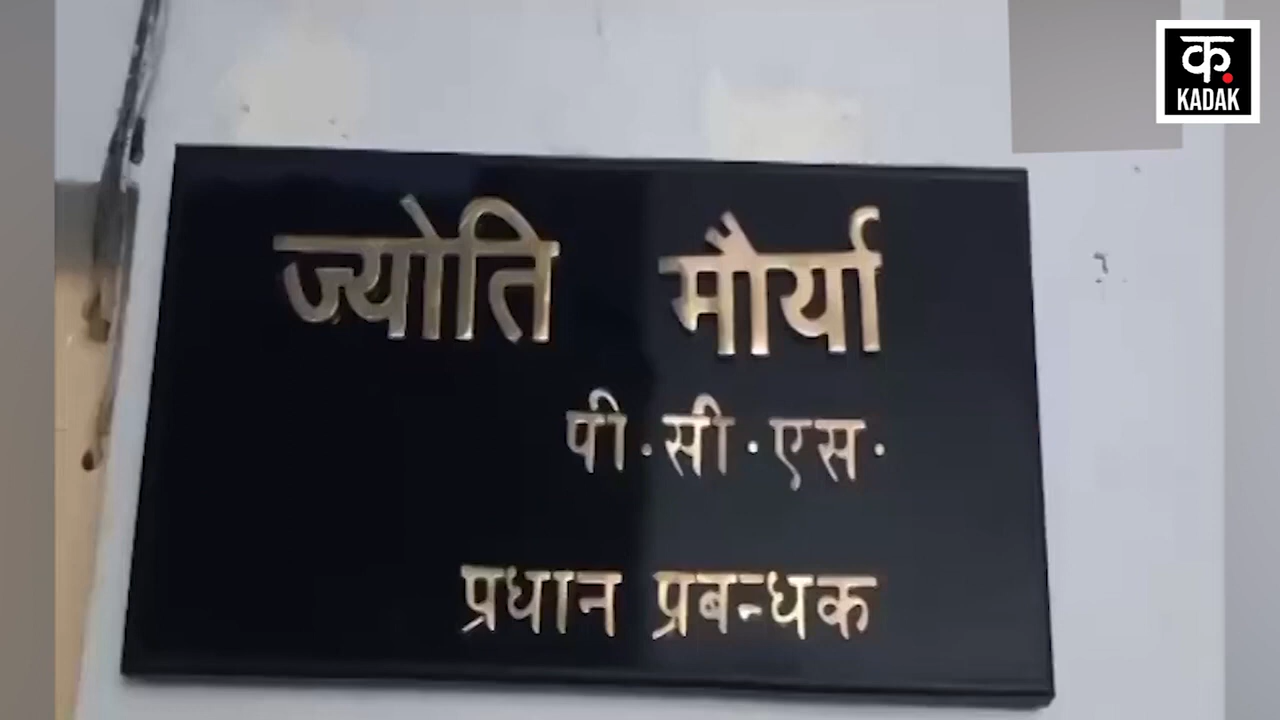 क.
KADAK
ज्योति मौर्या
पी.सी.एस.
प्रधान प्रबन्धक